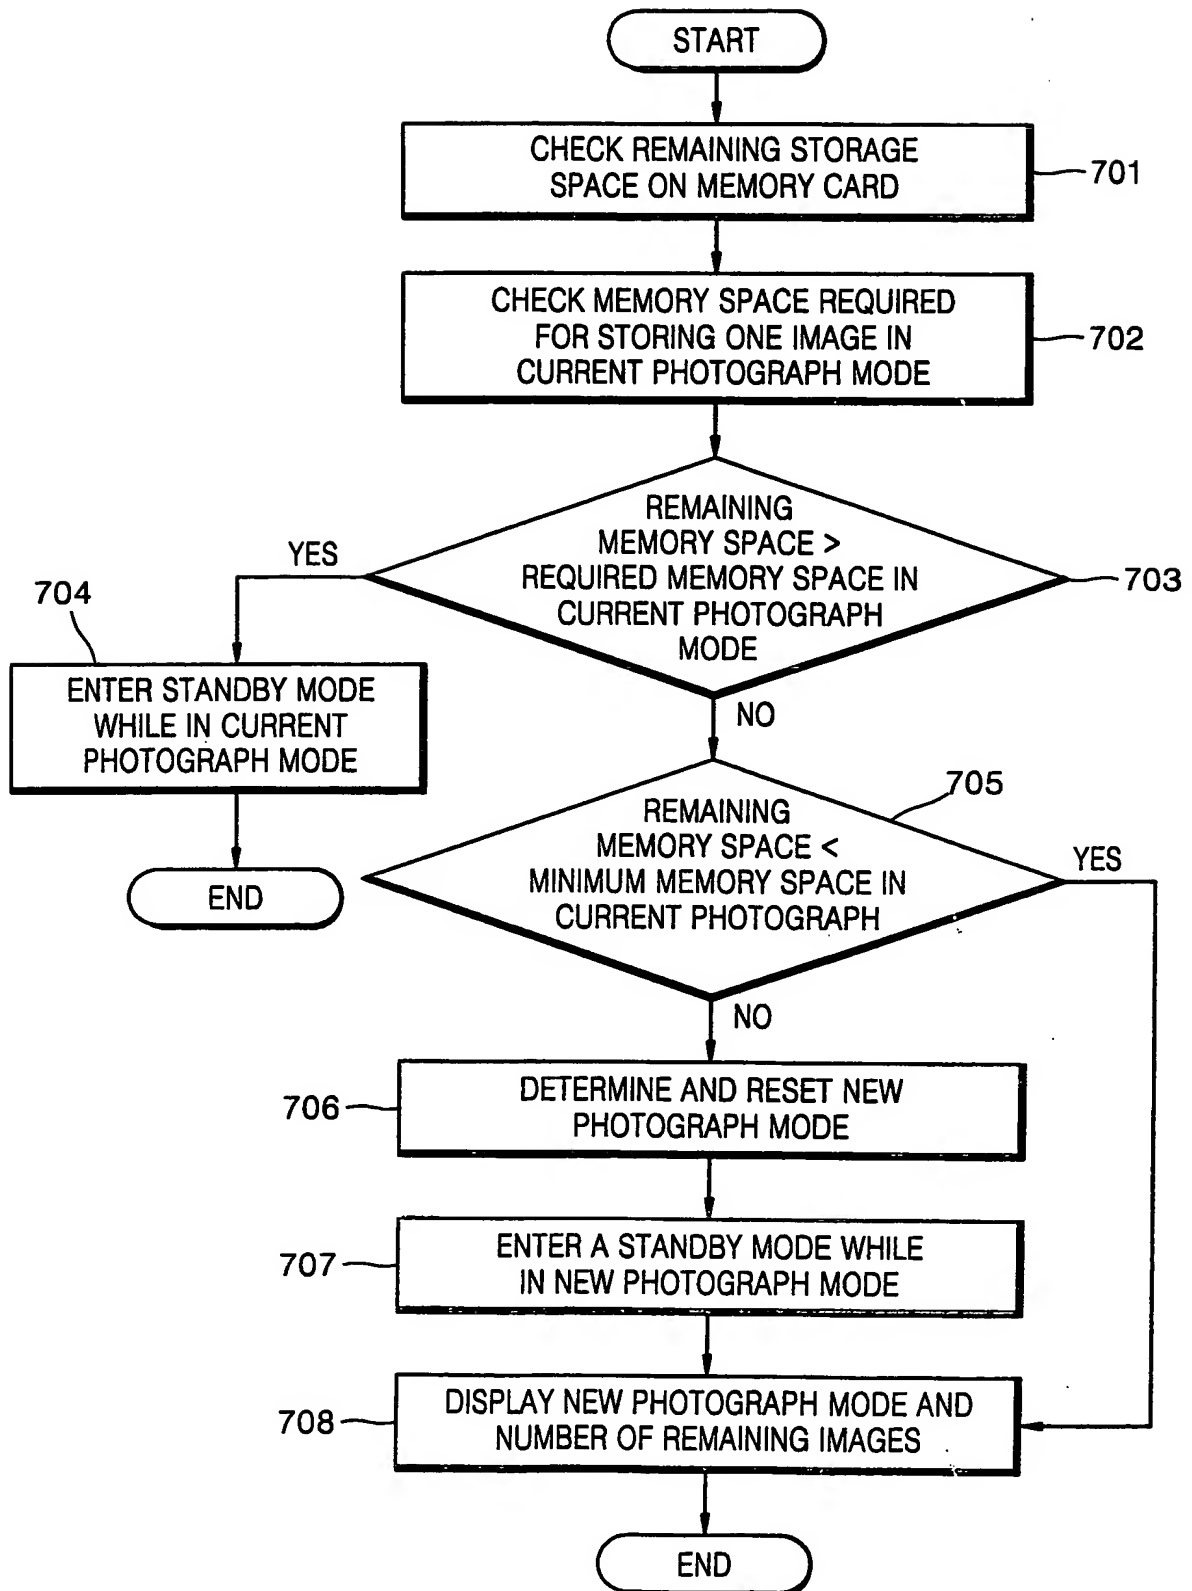 START
CHECK REMAINING STORAGE
SPACE ON MEMORY CARD
701
CHECK MEMORY SPACE REQUIRED
FOR STORING ONE IMAGE IN
CURRENT PHOTOGRAPH MODE
702
REMAINING
MEMORY SPACE >
REQUIRED MEMORY SPACE IN
CURRENT PHOTOGRAPH
MODE
703
YES
704
ENTER STANDBY MODE
WHILE IN CURRENT
PHOTOGRAPH MODE
END
NO
705
REMAINING
MEMORY SPACE <
MINIMUM MEMORY SPACE IN
CURRENT PHOTOGRAPH
YES
NO
706
DETERMINE AND RESET NEW
PHOTOGRAPH MODE
707
ENTER A STANDBY MODE WHILE
IN NEW PHOTOGRAPH MODE
708
DISPLAY NEW PHOTOGRAPH MODE AND
NUMBER OF REMAINING IMAGES
END